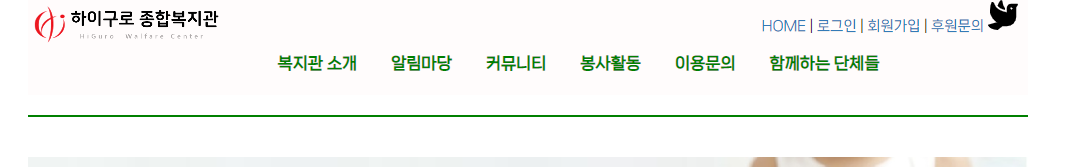 하이구로 종합복지관
HiGuro Walfare Center
HOME | 로그인 | 회원가입 | 후원문의
복지관 소개 알림마당 커뮤니티 봉사활동 이용문의 함께하는 단체들